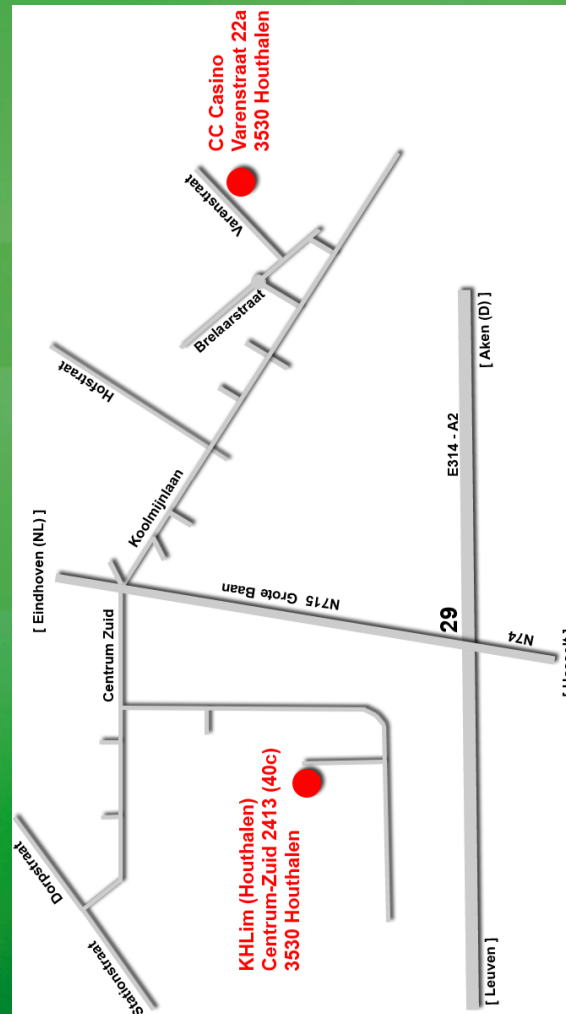 CC Casino
Varenstraat 22a
3530 Houthalen
Varenstraat
Brelaarstraat
Hofstraat
Koolmijnlaan
[ Eindhoven (NL) ]
[ Aken (D) ]
E314 - A2
N715 Grote Baan
29
N74
Centrum Zuid
KHLim (Houthalen)
Centrum-Zuid 2413 (40c)
3530 Houthalen
Dorpstraat
Stationstraat
[ Leuven ]